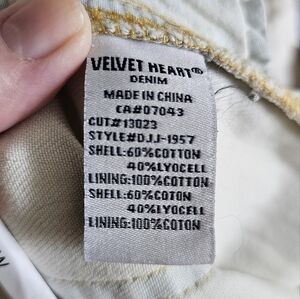 VELVET HEART®
DENIM
MADE IN CHINA
CA#07043
CUT#13023
STYLE#DJJ-1957
SHELL:60%COTTON
40%LYOCELL
LINING:100%COTTON
SHELL:60%COTON
40%LYOCELL
LINING:100%COTON